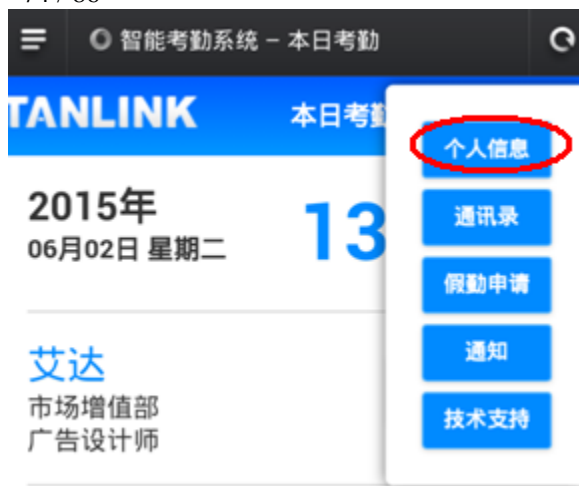 智能考勤系统 – 本日考勤
TANLINK
本日考勤
个人信息
2015年
06月02日 星期二
13
通讯录
假勤申请
艾达
市场增值部
广告设计师
通知
技术支持